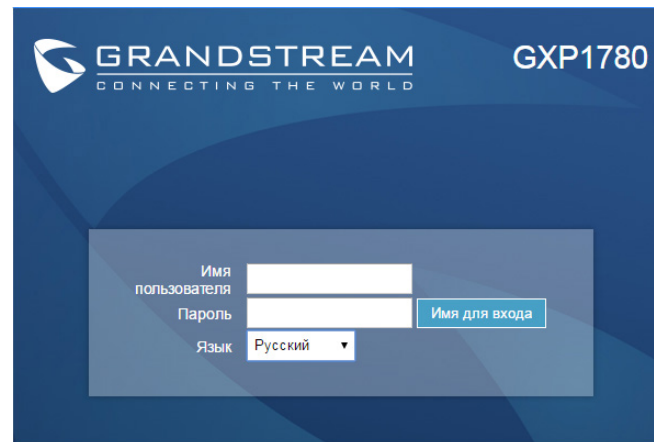 GRANDSTREAM
CONNECTING THE WORLD
GXP1780
Имя
пользователя
Пароль
Имя для входа
Язык
Русский